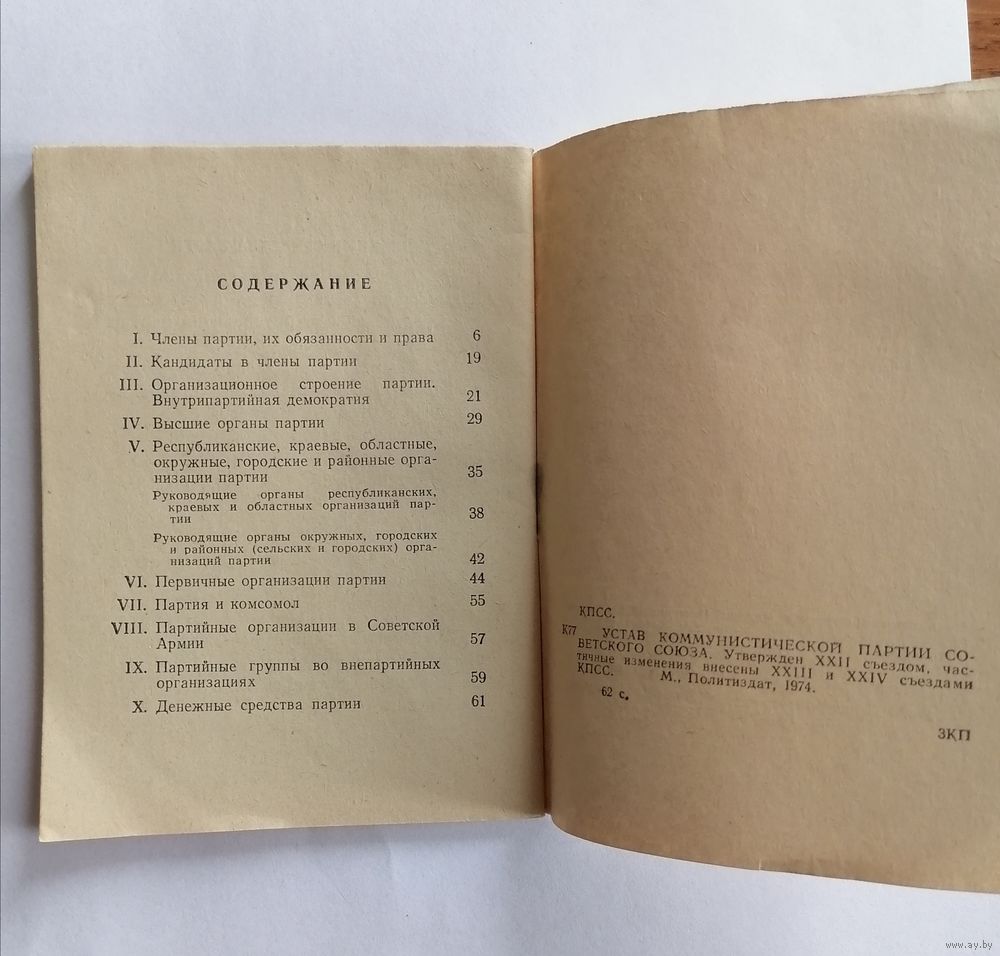 СОДЕРЖАНИЕ
I. Члены партии, их обязанности и права 6
II. Кандидаты в члены партии 19
III. Организационное строение партии.
Внутрипартийная демократия 21
IV. Высшие органы партии 29
V. Республиканские, краевые, областные,
окружные, городские и районные орга-
низации партии 35
Руководящие органы республиканских,
краевых и областных организаций пар-
тии 38
Руководящие органы окружных, городских
и районных (сельских и городских) орга-
низаций партии 42
VI. Первичные организации партии 44
VII. Партия и комсомол 55
VIII. Партийные организации в Советской
Армии 57
IX. Партийные группы во внепартийных
организациях 59
X. Денежные средства партии 61
КПСС.
К77 УСТАВ КОММУНИСТИЧЕСКОЙ ПАРТИИ СО-
ВЕТСКОГО СОЮЗА. Утвержден XXII съездом, час-
тичные изменения внесены XXIII и XXIV съездами
КПСС. М., Политиздат, 1974.
62 с.
ЗКП
www.ay.by